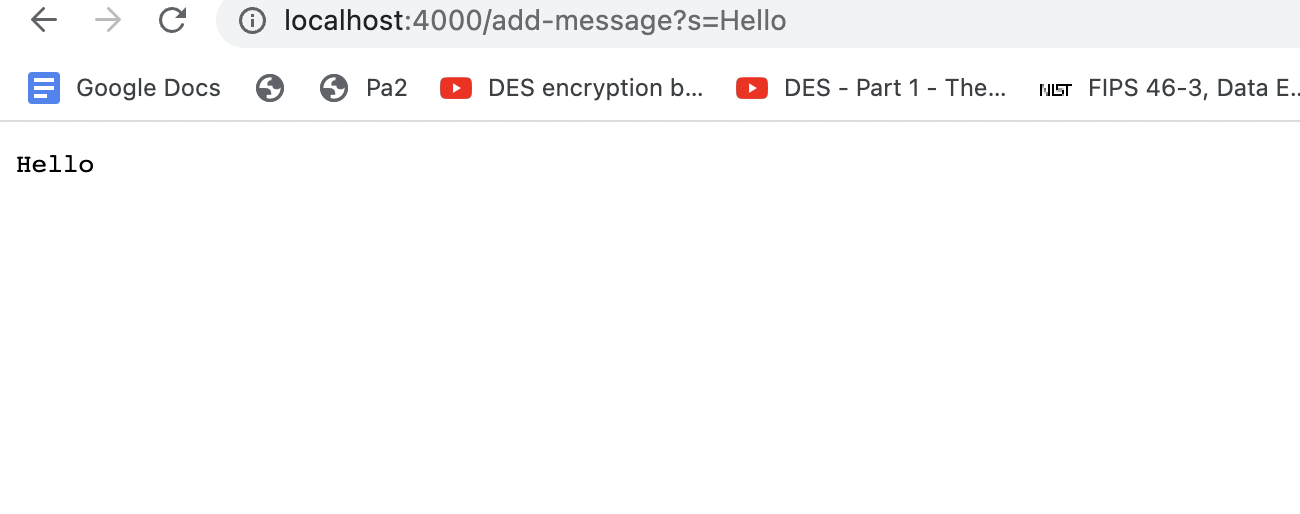 localhost:4000/add-message?s=Hello
Google Docs Pa2 DES encryption b... DES - Part 1 - The... NIST FIPS 46-3, Data E..
Hello